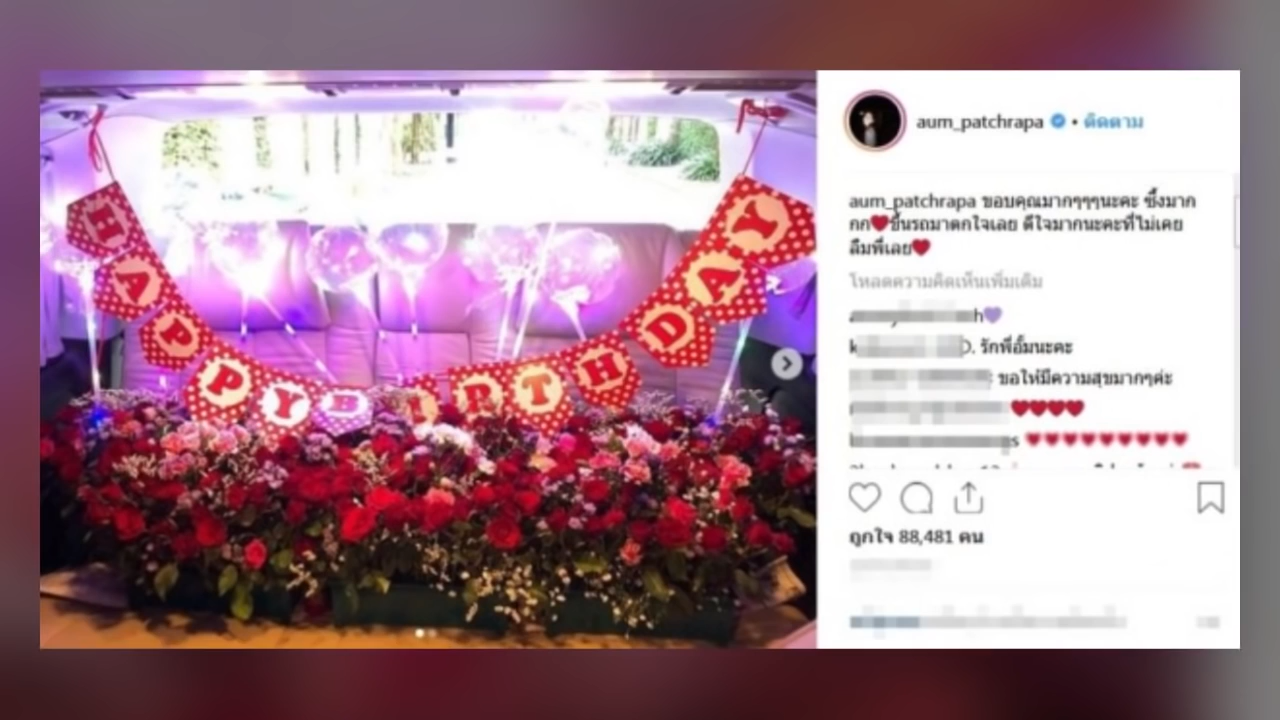 HAPPY BIRTHDAY
aum_patchrapa • ติดตาม
aum_patchrapa ขอบคุณมากๆๆๆนะคะ ซึ้งมาก
กก❤ขึ้นรถมาตกใจเลย ดีใจมากนะคะที่ไม่เคย
ลืมพี่เลย❤
โหลดความคิดเห็นเพิ่มเติม
h💜
. รักพี่อั้มนะคะ
: ขอให้มีความสุขมากๆค่ะ
❤❤❤❤
s 💗💗💗💗💗💗💗💗💗
ถูกใจ 88,481 คน